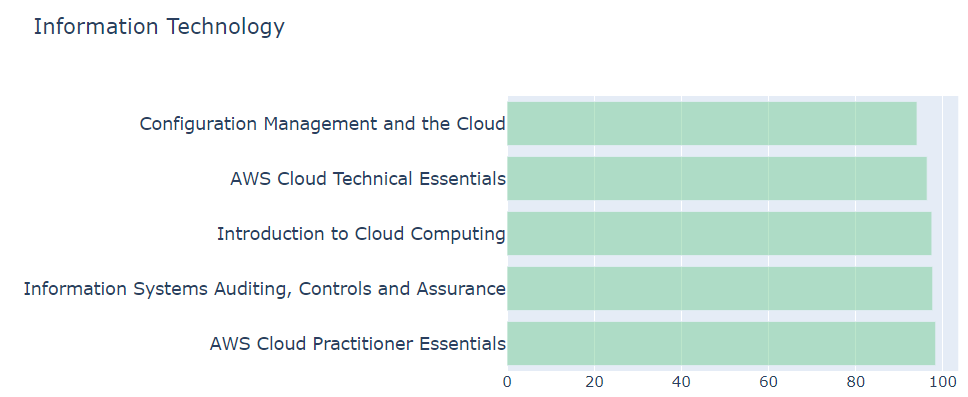 Information Technology
Configuration Management and the Cloud
AWS Cloud Technical Essentials
Introduction to Cloud Computing
Information Systems Auditing, Controls and Assurance
AWS Cloud Practitioner Essentials
0 20 40 60 80 100